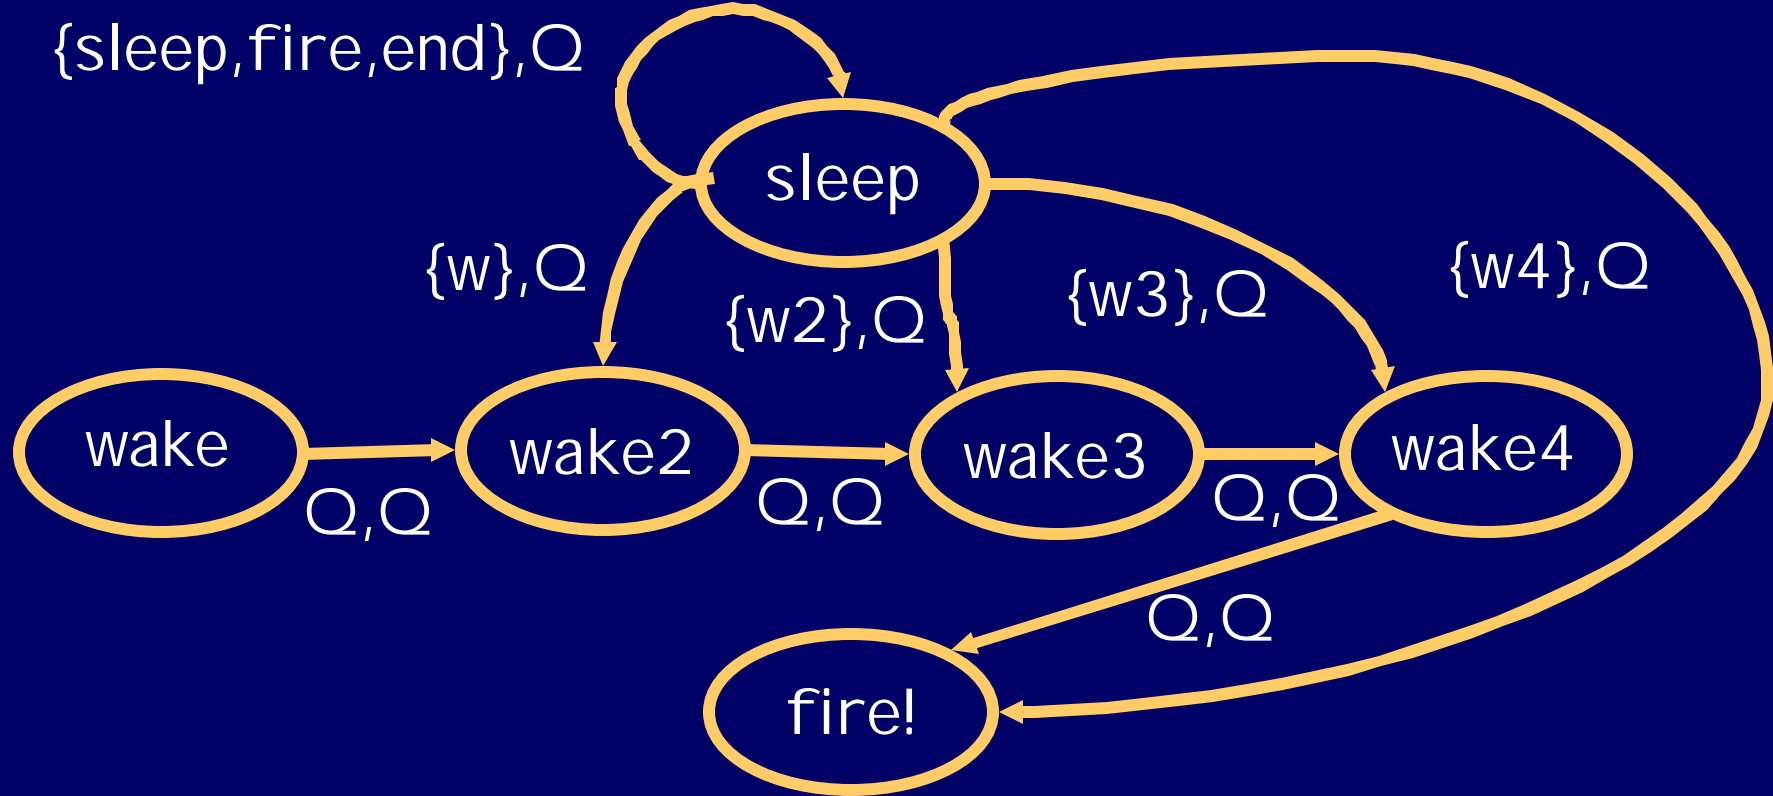 {sleep,fire,end},Q
sleep
{w},Q
{w2},Q
{w3},Q
{w4},Q
wake
wake2
wake3
wake4
Q,Q
Q,Q
Q,Q
Q,Q
fire!